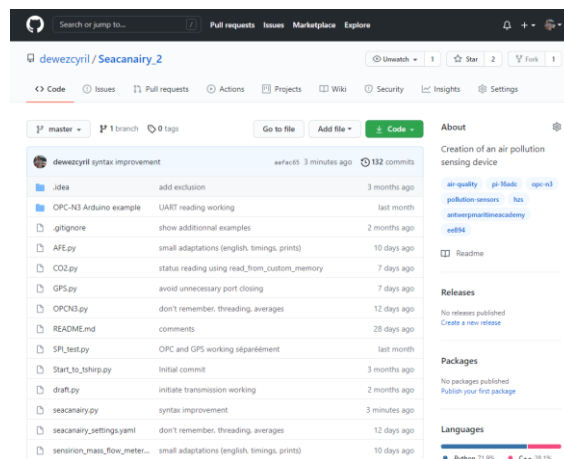 Search or jump to... / Pull requests Issues Marketplace Explore
dewezcyril / Seacanairy_2 Unwatch 1 Star 2 Fork 1
<> Code Issues Pull requests Actions Projects Wiki Security Insights Settings
master 1 branch 0 tags Go to file Add file Code
dewezcyril syntax improvement aefac65 3 minutes ago 132 commits
.idea add exclusion 3 months ago
OPC-N3 Arduino example UART reading working last month
.gitignore show additionnal examples 2 months ago
AFE.py small adaptations (english, timings, prints) 10 days ago
CO2.py status reading using read_from_custom_memory 7 days ago
GPS.py avoid unnecessary port closing 7 days ago
OPCN3.py don't remember, threading, averages 12 days ago
README.md comments 28 days ago
SPI_test.py OPC and GPS working séparéément last month
Start_to_tshirp.py Initial commit 3 months ago
draft.py initiate transmission working 2 months ago
seacanairy.py syntax improvement 3 minutes ago
seacanairy_settings.yaml don't remember, threading, averages 12 days ago
sensirion_mass_flow_meter... small adaptations (english, timings, prints) 10 days ago
About
Creation of an air pollution
sensing device
air-quality pi-16adc opc-n3
pollution-sensors hzs
antwerpmaritimeacademy
ee894
Readme
Releases
No releases published
Create a new release
Packages
No packages published
Publish your first package
Languages
Python 71.9% C++ 28.1%